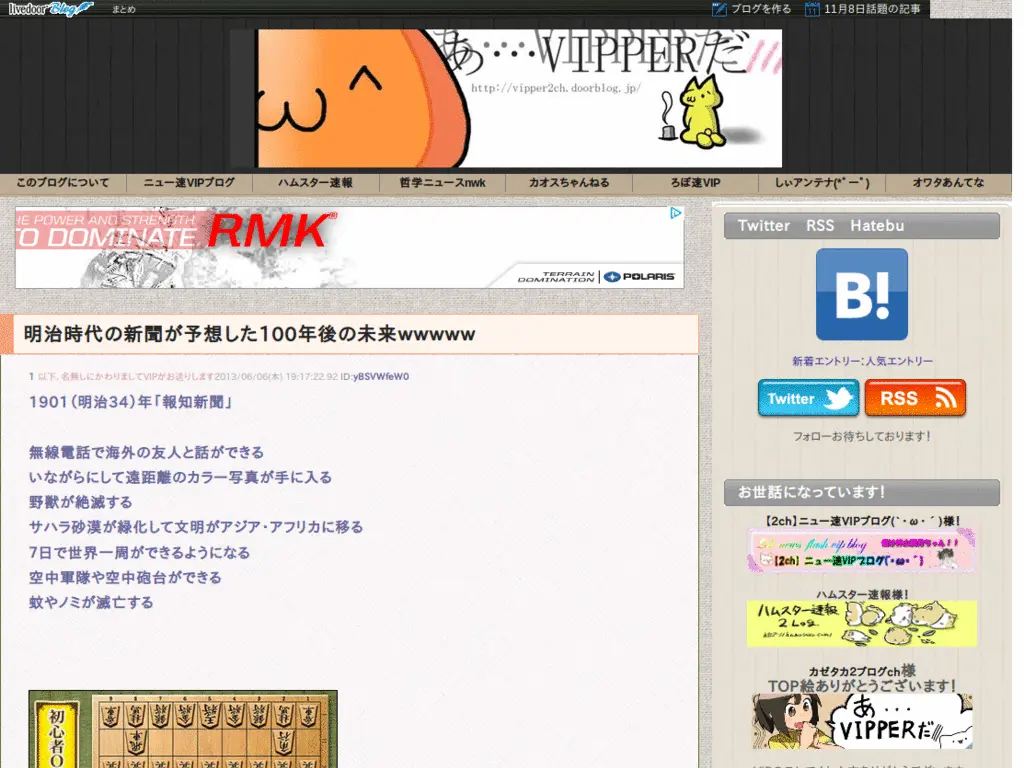 livedoor Blog まとめ ブログを作る 11 11月8日話題の記事
あ‥‥VIPPERだ
http://vipper2ch.doorblog.jp/
このブログについて ニュー速VIPブログ ハムスター速報 哲学ニュースnwk カオスちゃんねる ろぼ速VIP しぃアンテナ(*ﾟーﾟ) オワタあんてな
HE POWER AND STRENGTH
TO DOMINATE RMK
TERRAIN
DOMINATION POLARIS
明治時代の新聞が予想した100年後の未来wwwww
1 以下、名無しにかわりましてVIPがお送りします2013/06/06(木) 19:17:22.92 ID:yBSVWfeW0
1901(明治34)年「報知新聞」
無線電話で海外の友人と話ができる
いながらにして遠距離のカラー写真が手に入る
野獣が絶滅する
サハラ砂漠が緑化して文明がアジア・アフリカに移る
7日で世界一周ができるようになる
空中軍隊や空中砲台ができる
蚊やノミが滅亡する
初心者
Twitter RSS Hatebu
B!
新着エントリー:人気エントリー
Twitter RSS
フォローお待ちしております!
お世話になっています!
【2ch】ニュー速VIPブログ(`・ω・´)様!
news flash vip blog
【2ch】ニュー速VIPブログ(`・ω・´)
ハムスター速報様!
ハムスター速報
2ろg
カゼタカ2ブログch様
TOP絵ありがとうございます!
あ・・・
VIPPERだ!!